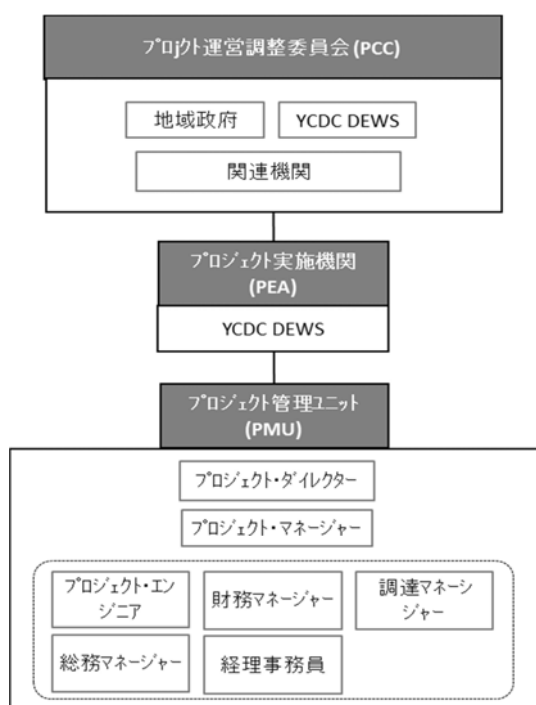 プロjクト運営調整委員会(PCC)
地域政府
YCDC DEWS
関連機関
プロジェクト実施機関
(PEA)
YCDC DEWS
プロジェクト管理ユニット
(PMU)
プロジェクト・ダイレクター
プロジェクト・マネージャー
プロジェクト・エン
ジニア
財務マネージャー
調達マネーシ
ジャー
総務マネージャー
経理事務員